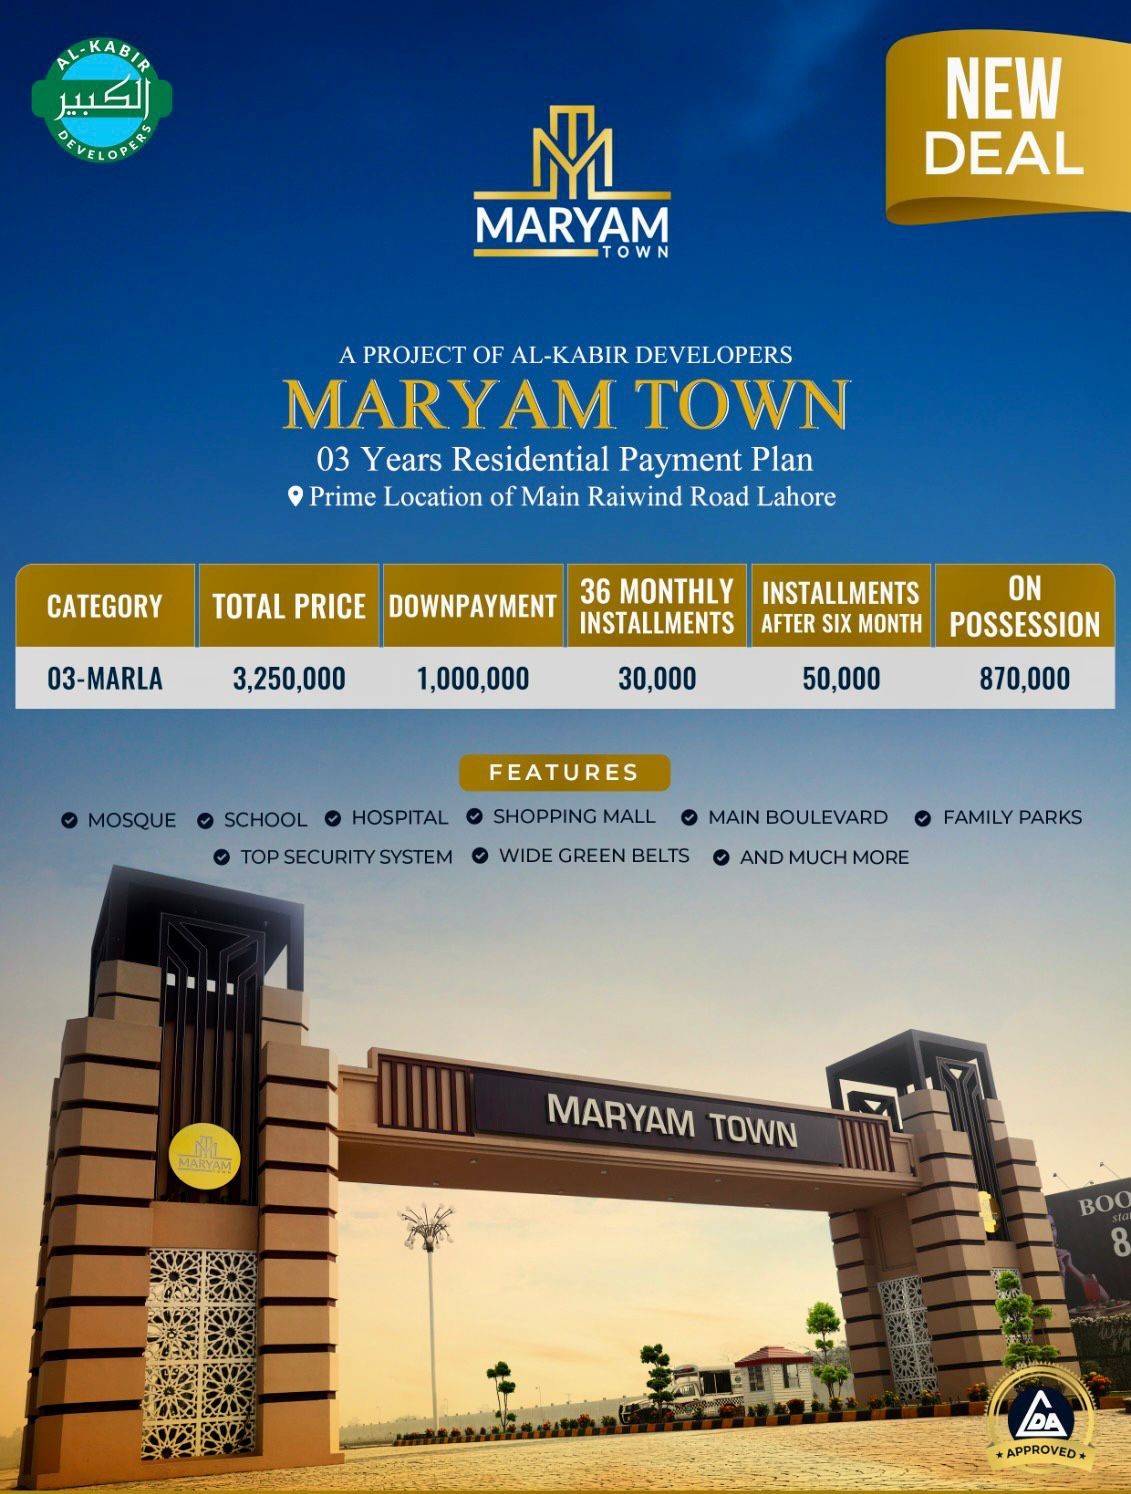 AL-KABIR
الكبير
DEVELOPERS
NEW
DEAL
MARYAM
TOWN
A PROJECT OF AL-KABIR DEVELOPERS
MARYAM TOWN
03 Years Residential Payment Plan
Prime Location of Main Raiwind Road Lahore
CATEGORY TOTAL PRICE DOWNPAYMENT 36 MONTHLY INSTALLMENTS INSTALLMENTS AFTER SIX MONTH ON POSSESSION
03-MARLA 3,250,000 1,000,000 30,000 50,000 870,000
FEATURES
MOSQUE SCHOOL HOSPITAL SHOPPING MALL MAIN BOULEVARD FAMILY PARKS
TOP SECURITY SYSTEM WIDE GREEN BELTS AND MUCH MORE
MARYAM TOWN
MARYAM
LDA
APPROVED